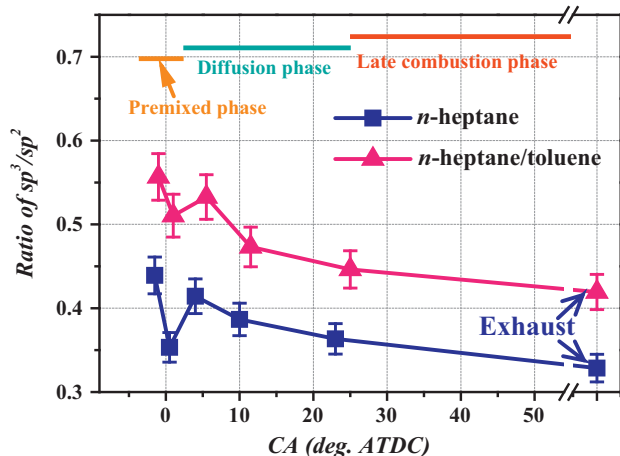 0.7
0.6
0.5
0.4
0.3
Ratio of sp³/sp²
Late combustion phase
Diffusion phase
Premixed phase
n-heptane
n-heptane/toluene
Exhaust
0 10 20 30 40 50
CA (deg. ATDC)